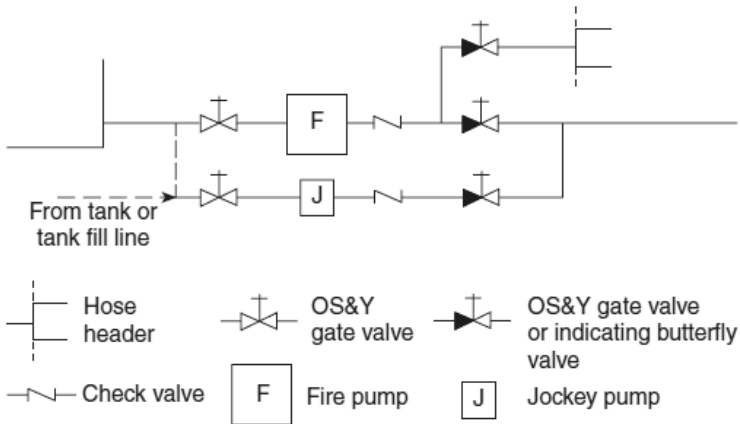 F
J
From tank or
tank fill line
Hose
header
OS&Y
gate valve
OS&Y gate valve
or indicating butterfly
valve
Check valve
F
Fire pump
J
Jockey pump